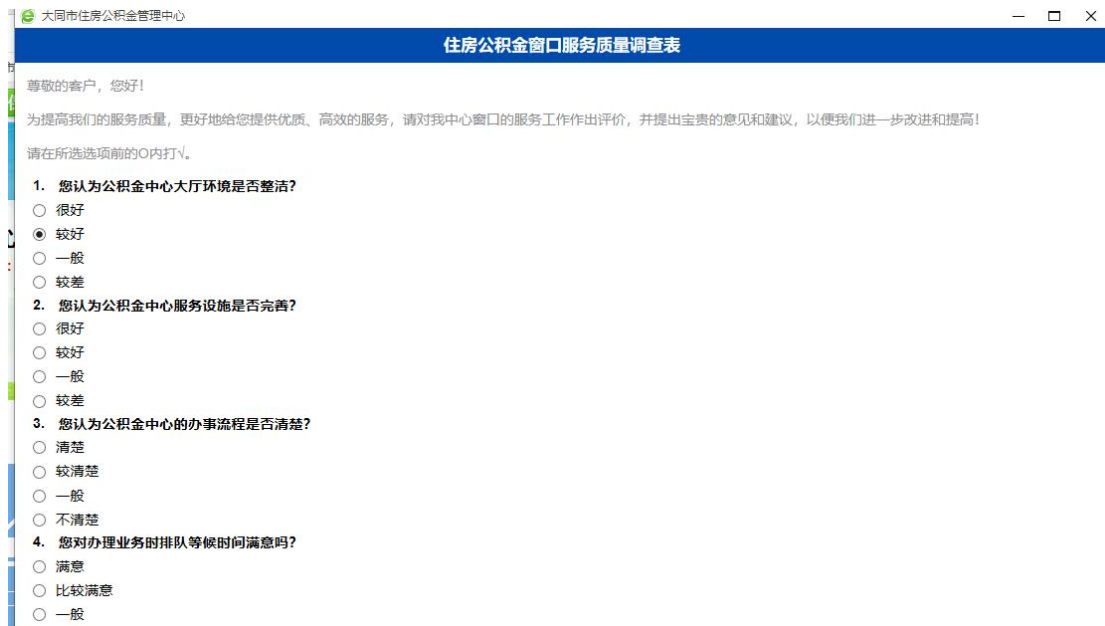 大同市住房公积金管理中心
住房公积金窗口服务质量调查表
尊敬的客户，您好！
为提高我们的服务质量，更好地给您提供优质、高效的服务，请对我中心窗口的服务工作作出评价，并提出宝贵的意见和建议，以便我们进一步改进和提高！
请在所选选项前的O内打√。
1. 您认为公积金中心大厅环境是否整洁？
很好
较好
一般
较差
2. 您认为公积金中心服务设施是否完善？
很好
较好
一般
较差
3. 您认为公积金中心的办事流程是否清楚？
清楚
较清楚
一般
不清楚
4. 您对办理业务时排队等候时间满意吗？
满意
比较满意
一般